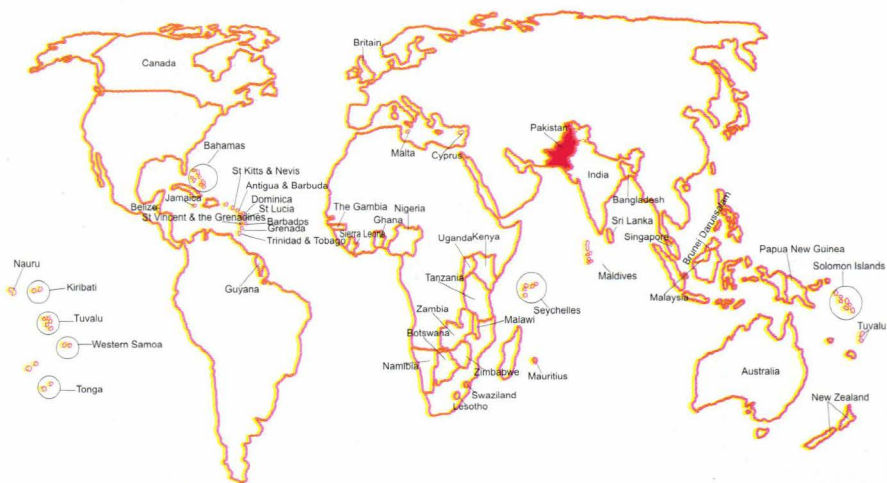 Britain
Canada
Pakistan
Malta
Cyprus
Bahamas
India
St Kitts & Nevis
Antigua & Barbuda
Jamaica
Dominica
Bangladesh
Belize
St Lucia
The Gambia
Nigeria
St Vincent & the Grenadines
Ghana
Sri Lanka
Barbados
Grenada
Sierra Leone
Uganda
Kenya
Singapore
Brunei Darussalam
Trinidad & Tobago
Papua New Guinea
Nauru
Tanzania
Maldives
Solomon Islands
Kiribati
Guyana
Seychelles
Malaysia
Zambia
Tuvalu
Malawi
Tuvalu
Botswana
Western Samoa
Namibia
Zimbabwe
Mauritius
Australia
Tonga
Swaziland
New Zealand
Lesotho